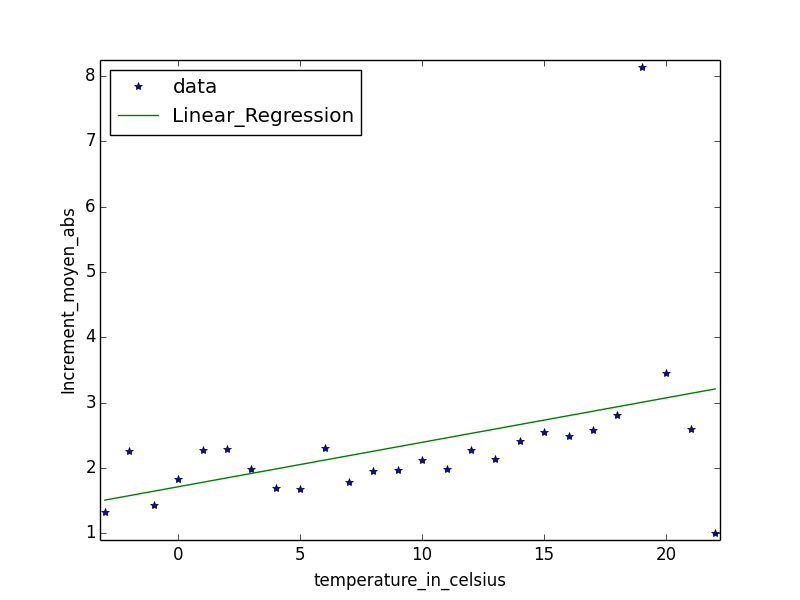 data
Linear_Regression
8
7
6
5
4
3
2
1
Increment_moyen_abs
0 5 10 15 20
temperature_in_celsius